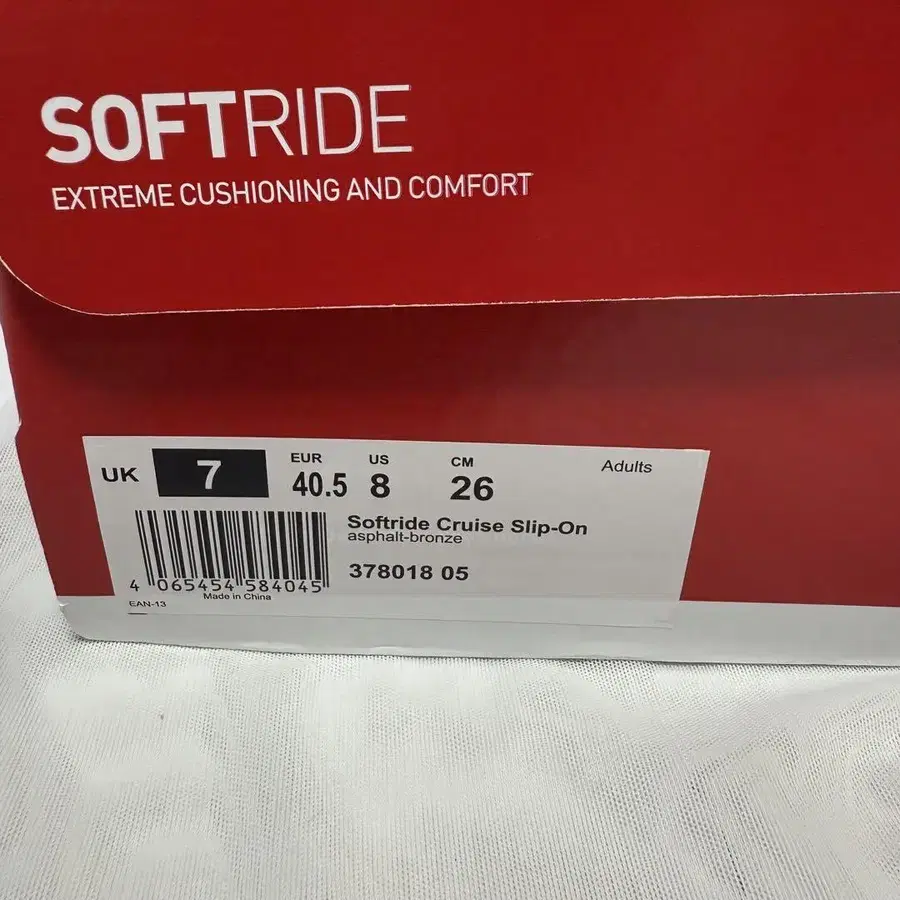 SOFTRIDE
EXTREME CUSHIONING AND COMFORT
UK 7 EUR 40.5 US 8 CM 26 Adults
Softride Cruise Slip-On
asphalt-bronze
378018 05
4 065454 584045
Made in China
EAN-13